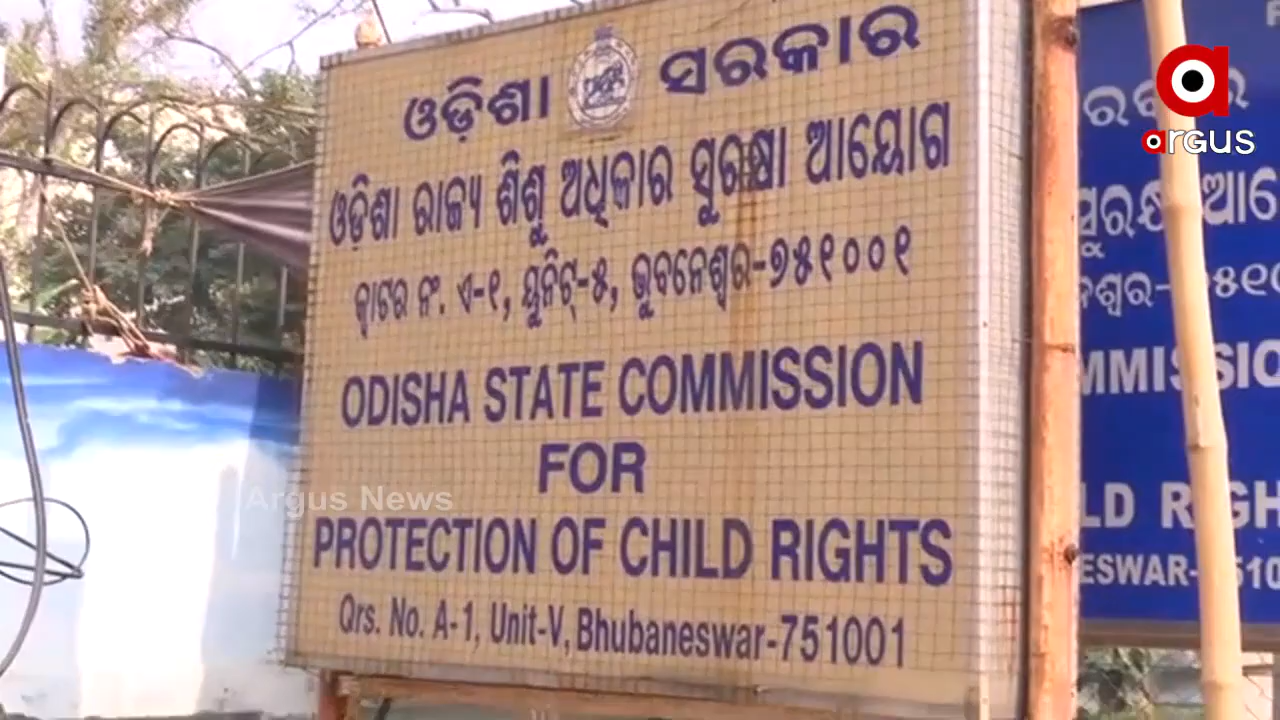 ଓଡ଼ିଶା ସରକାର
ଓଡ଼ିଶା ରାଜ୍ୟ ଶିଶୁ ଅଧିକାର ସୁରକ୍ଷା ଆୟୋଗ
କ୍ବାଟର ନଂ. ଏ-୧, ୟୁନିଟ୍-୫, ଭୁବନେଶ୍ୱର-୭୫୧୦୦୧
ODISHA STATE COMMISSION
FOR
PROTECTION OF CHILD RIGHTS
Qrs. No. A-1, Unit-V, Bhubaneswar-751001
argus
Argus News